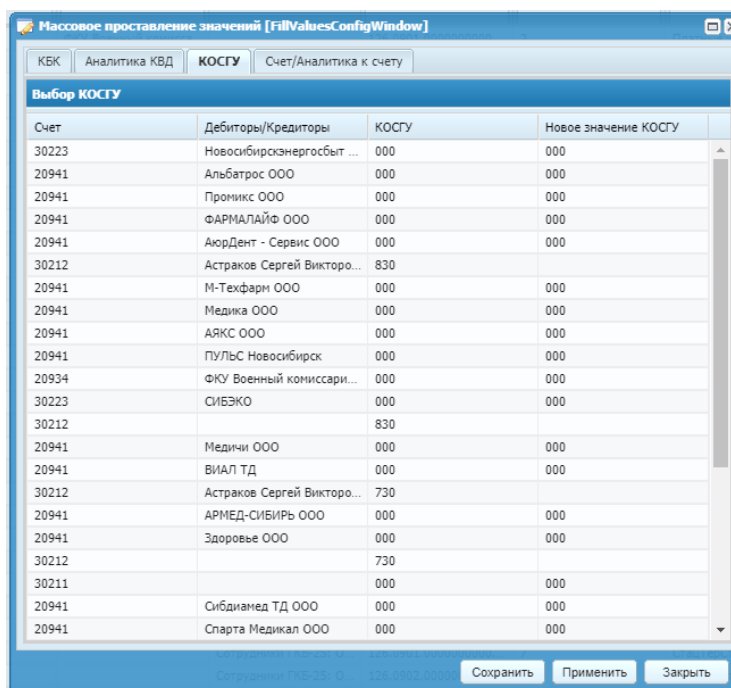 Массовое проставление значений [FillValuesConfigWindow]
КБК Аналитика КВД КОСГУ Счет/Аналитика к счету
Выбор КОСГУ
Счет Дебиторы/Кредиторы КОСГУ Новое значение КОСГУ
30223 Новосибирскэнергосбыт ... 000 000
20941 Альбатрос ООО 000 000
20941 Промикс ООО 000 000
20941 ФАРМАЛАЙФ ООО 000 000
20941 АюрДент - Сервис ООО 000 000
30212 Астраков Сергей Викторо... 830
20941 М-Техфарм ООО 000 000
20941 Медика ООО 000 000
20941 АЯКС ООО 000 000
20941 ПУЛЬС Новосибирск 000 000
20934 ФКУ Военный комиссари... 000 000
30223 СИБЭКО 000 000
30212 830
20941 Медичи ООО 000 000
20941 ВИАЛ ТД 000 000
30212 Астраков Сергей Викторо... 730
20941 АРМЕД-СИБИРЬ ООО 000 000
20941 Здоровье ООО 000 000
30212 730
30211 000 000
20941 Сибдиамед ТД ООО 000 000
20941 Спарта Медикал ООО 000 000
Сохранить Применить Закрыть